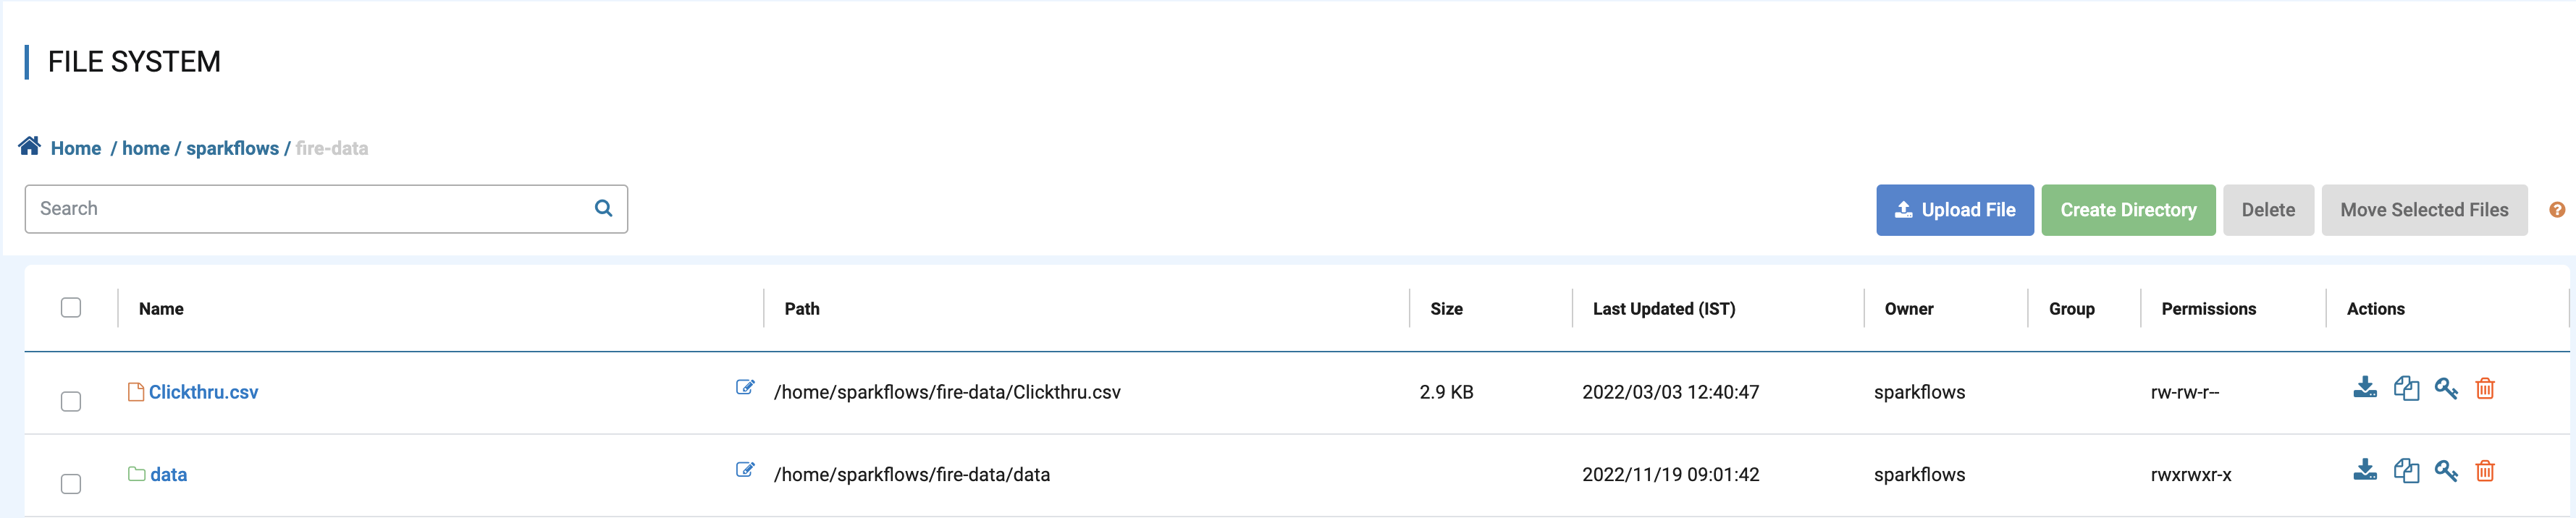 FILE SYSTEM
Home / home / sparkflows / fire-data
Search
Upload File Create Directory Delete Move Selected Files ?
Name Path Size Last Updated (IST) Owner Group Permissions Actions
Clickthru.csv /home/sparkflows/fire-data/Clickthru.csv 2.9 KB 2022/03/03 12:40:47 sparkflows rw-rw-r--
data /home/sparkflows/fire-data/data 2022/11/19 09:01:42 sparkflows rwxrwxr-x